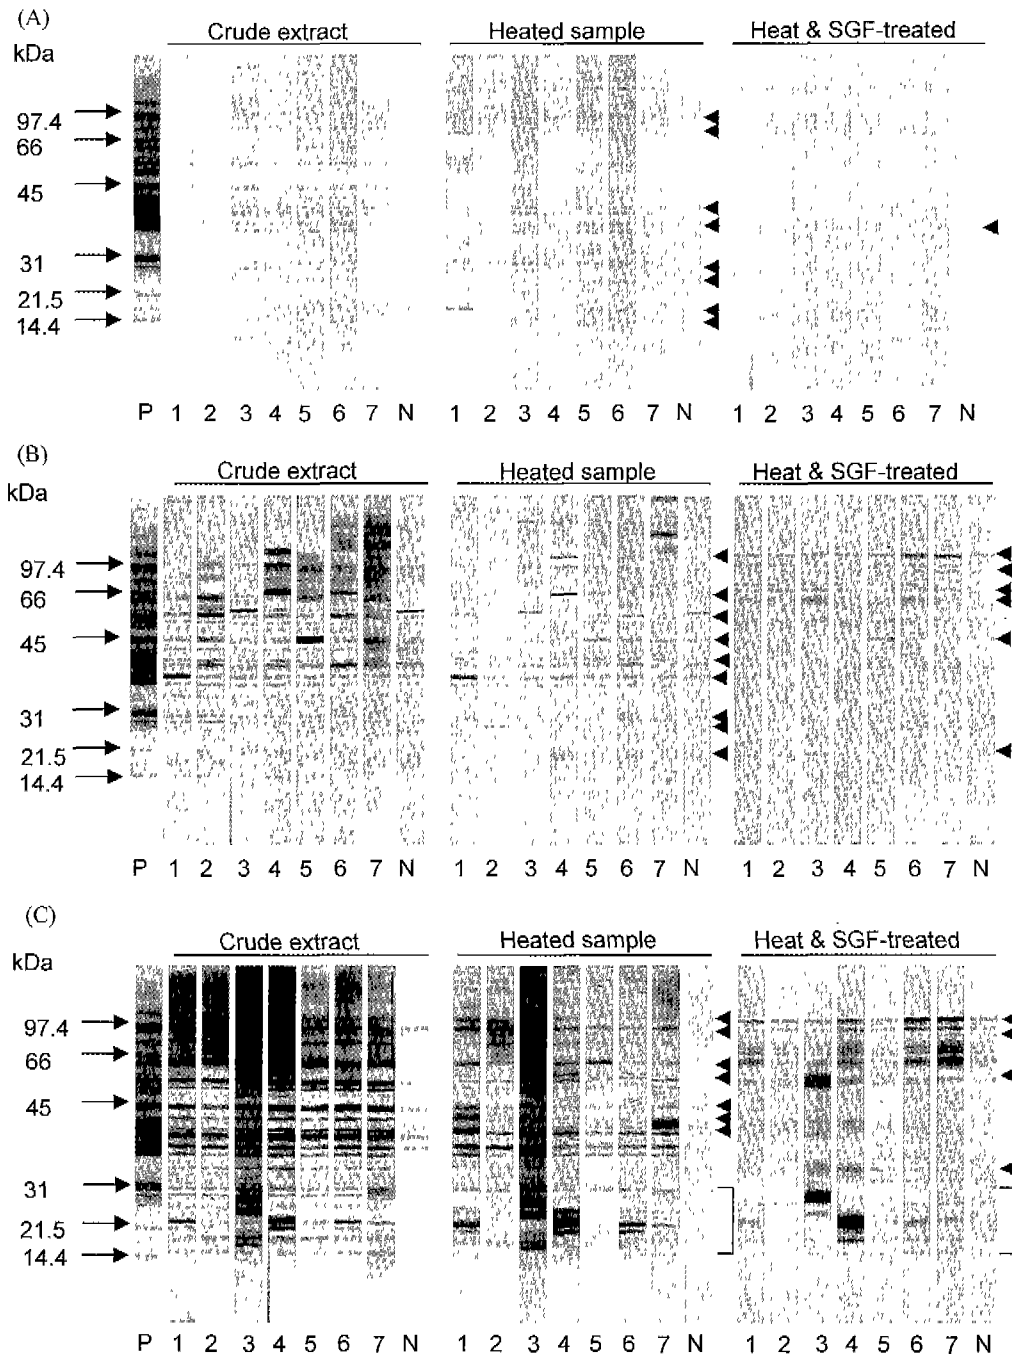 (A)
kDa
Crude extract
Heated sample
Heat & SGF-treated
97.4
66
45
31
21.5
14.4
P 1 2 3 4 5 6 7 N
1 2 3 4 5 6 7 N
1 2 3 4 5 6 7 N
(B)
kDa
Crude extract
Heated sample
Heat & SGF-treated
97.4
66
45
31
21.5
14.4
P 1 2 3 4 5 6 7 N
1 2 3 4 5 6 7 N
1 2 3 4 5 6 7 N
(C)
kDa
Crude extract
Heated sample
Heat & SGF-treated
97.4
66
45
31
21.5
14.4
P 1 2 3 4 5 6 7 N
1 2 3 4 5 6 7 N
1 2 3 4 5 6 7 N